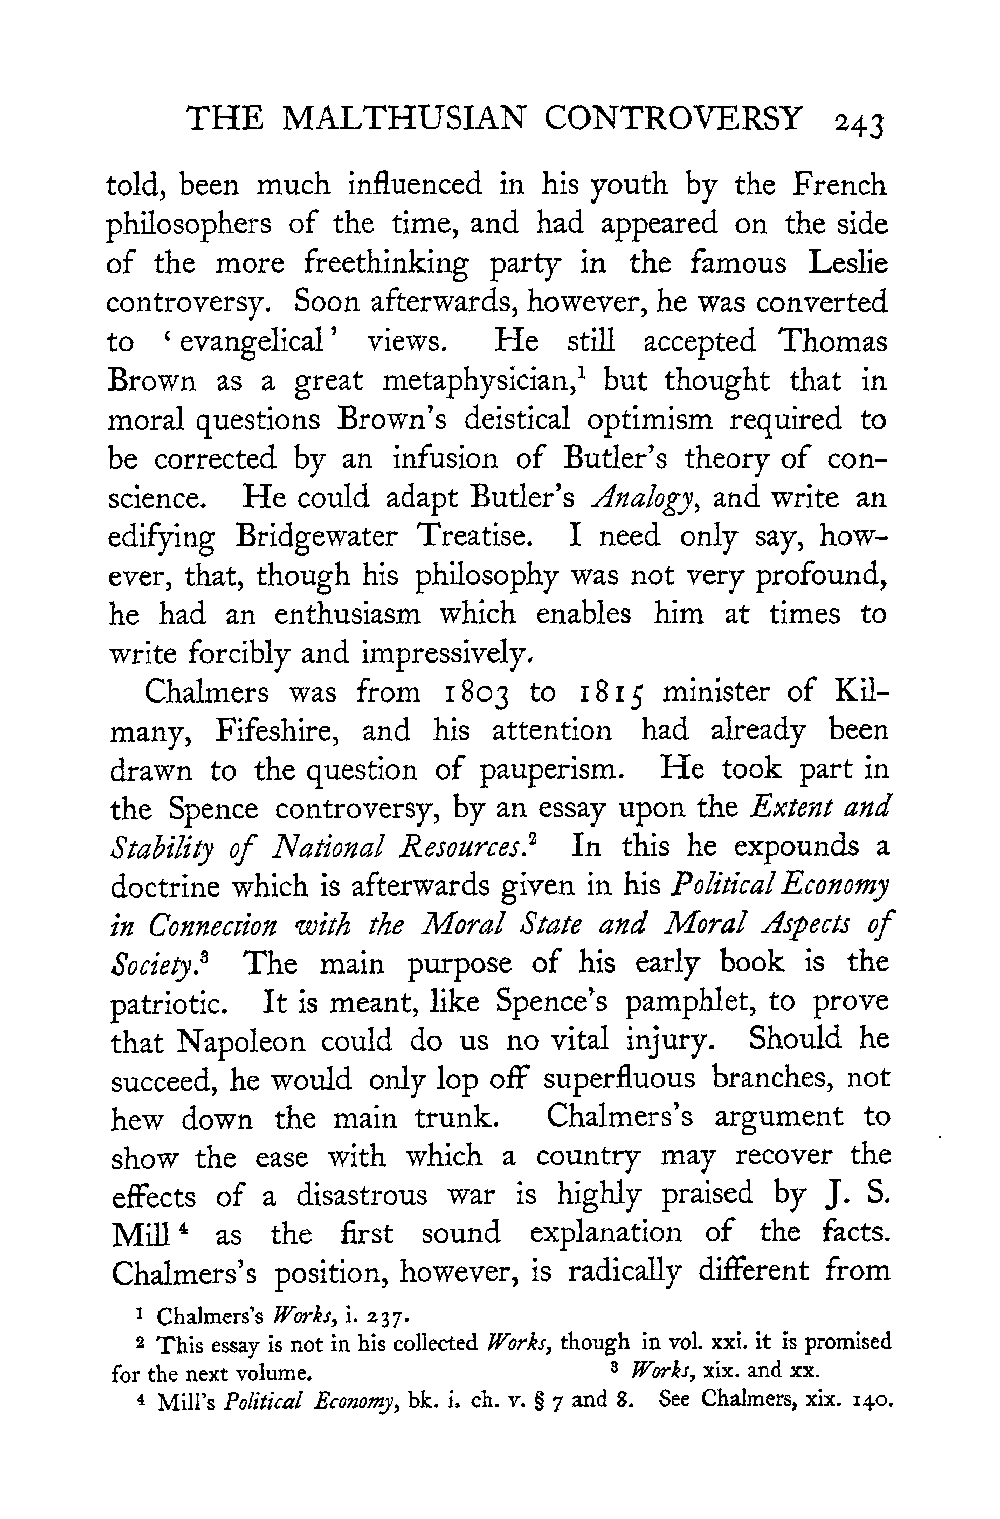 THE MALTHUSIAN CONTROVERSY 243
told, been much influenced in his youth by the French
philosophers of the time, and had appeared on the side
of the more freethinking party in the famous Leslie
controversy. Soon afterwards, however, he was converted
to ‘ evangelical ’ views. He still accepted Thomas
Brown as a great metaphysician,¹ but thought that in
moral questions Brown’s deistical optimism required to
be corrected by an infusion of Butler’s theory of con-
science. He could adapt Butler’s Analogy, and write an
edifying Bridgewater Treatise. I need only say, how-
ever, that, though his philosophy was not very profound,
he had an enthusiasm which enables him at times to
write forcibly and impressively.
Chalmers was from 1803 to 1815 minister of Kil-
many, Fifeshire, and his attention had already been
drawn to the question of pauperism. He took part in
the Spence controversy, by an essay upon the Extent and
Stability of National Resources.² In this he expounds a
doctrine which is afterwards given in his Political Economy
in Connection with the Moral State and Moral Aspects of
Society.³ The main purpose of his early book is the
patriotic. It is meant, like Spence’s pamphlet, to prove
that Napoleon could do us no vital injury. Should he
succeed, he would only lop off superfluous branches, not
hew down the main trunk. Chalmers’s argument to
show the ease with which a country may recover the
effects of a disastrous war is highly praised by J. S.
Mill ⁴ as the first sound explanation of the facts.
Chalmers’s position, however, is radically different from
¹ Chalmers’s Works, i. 237.
² This essay is not in his collected Works, though in vol. xxi. it is promised
for the next volume. ³ Works, xix. and xx.
⁴ Mill’s Political Economy, bk. i. ch. v. § 7 and 8. See Chalmers, xix. 140.